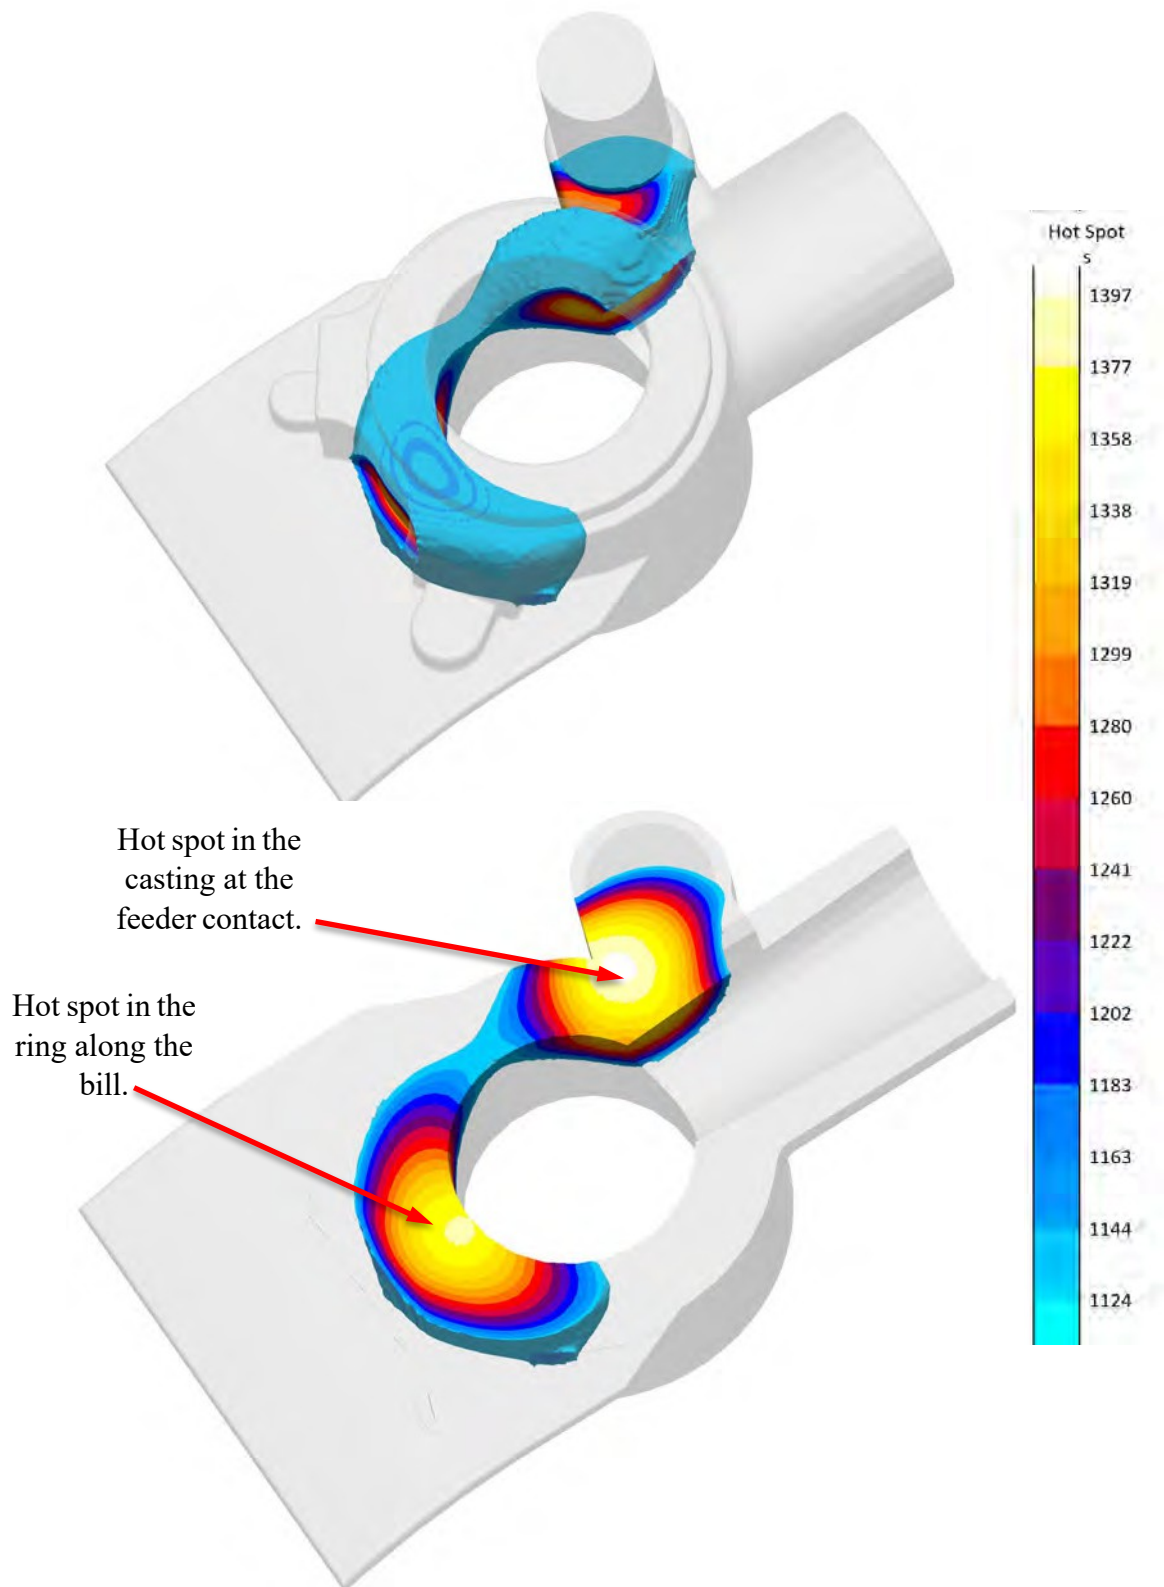 Hot Spot
s
1397
1377
1358
1338
1319
1299
1280
1260
1241
1222
1202
1183
1163
1144
1124
Hot spot in the
casting at the
feeder contact.
Hot spot in the
ring along the
bill.